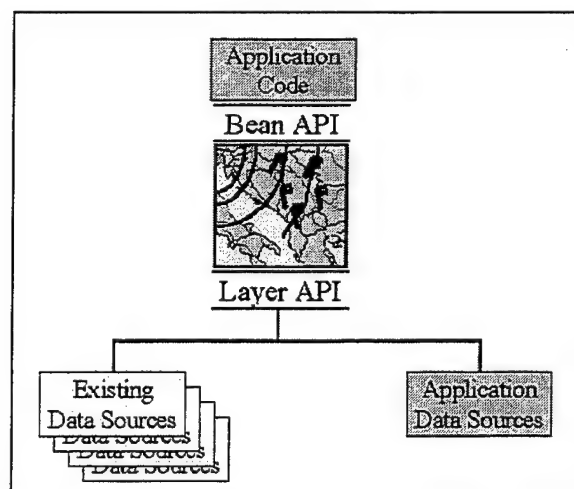 Application
Code
Bean API
Layer API
Existing
Data Sources
Data Sources
Data Sources
Data Sources
Application
Data Sources